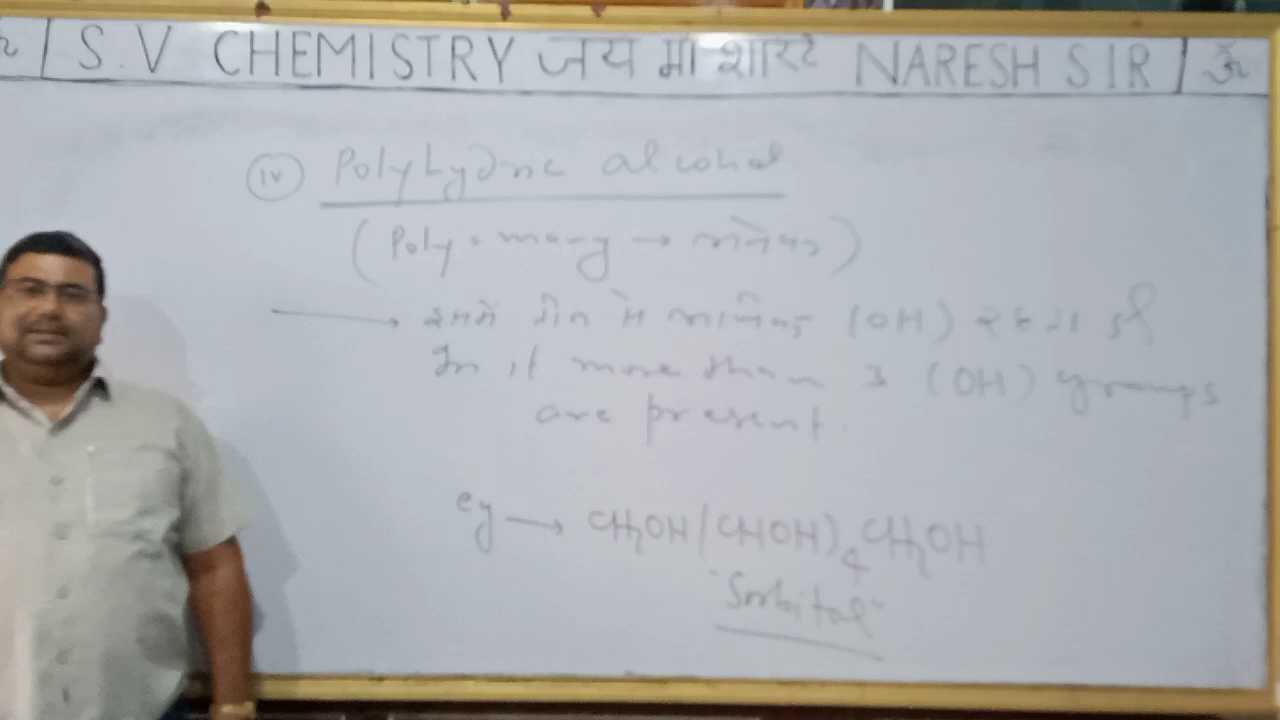 ॐ | S.V CHEMISTRY जय माँ शारदे NARESH SIR | ॐ
(iv) Polyhydric alcohol
(Poly = many → अनेक)
→ इसमें तीन से अधिक (OH) रहता है
In it more than 3 (OH) groups
are present.
eg → CH₂OH(CHOH)₄CH₂OH
"Sorbital"